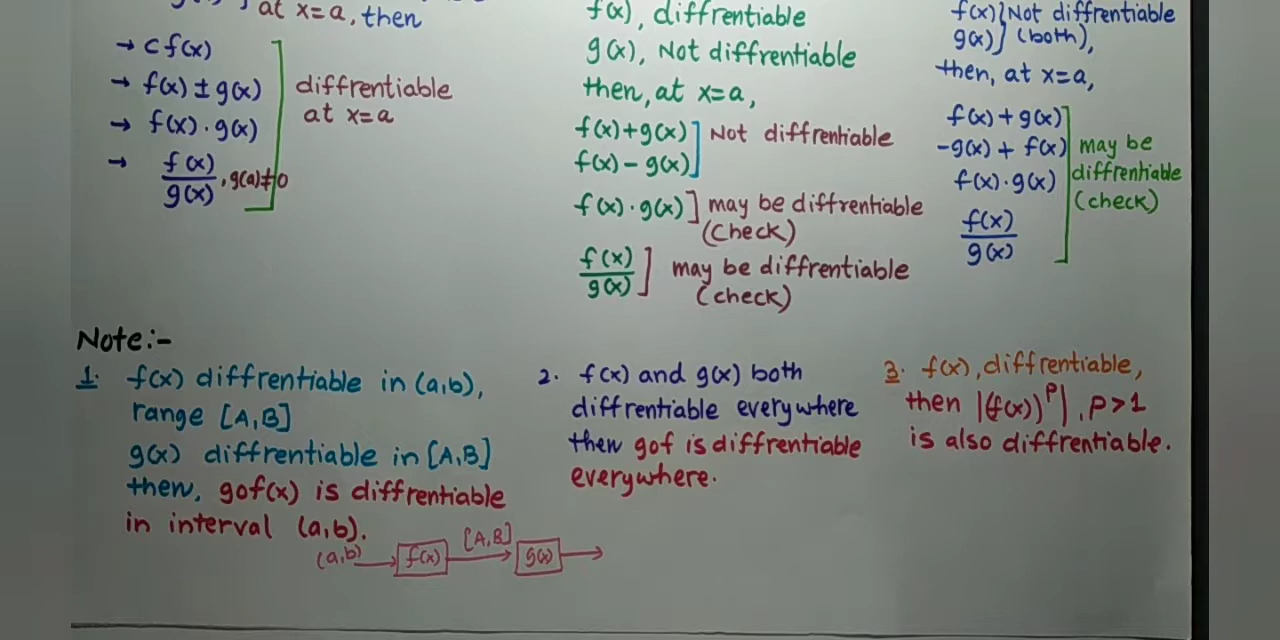 at x=a, then
→ cf(x)
→ f(x) ± g(x)
→ f(x) · g(x)
→ f(x)
g(x) , g(a)≠0
diffrentiable
at x=a
f(x), diffrentiable
g(x), Not diffrentiable
then, at x=a,
f(x)+g(x)
f(x) - g(x)
] Not diffrentiable
f(x) · g(x)] may be diffrentiable
(Check)
f(x)
g(x)
] may be diffrentiable
(check)
f(x)
g(x)
} Not diffrentiable
(both),
then, at x=a,
f(x) + g(x)
-g(x) + f(x)
f(x) · g(x)
f(x)
g(x)
may be
diffrentiable
(check)
Note:-
1. f(x) diffrentiable in (a,b),
range [A,B]
g(x) diffrentiable in [A,B]
then, gof(x) is diffrentiable
in interval (a,b).
(a,b) → f(x) [A,B] → g(x) →
2. f(x) and g(x) both
diffrentiable everywhere
then gof is diffrentiable
everywhere.
3. f(x), diffrentiable,
then |(f(x))^p|, P>1
is also diffrentiable.